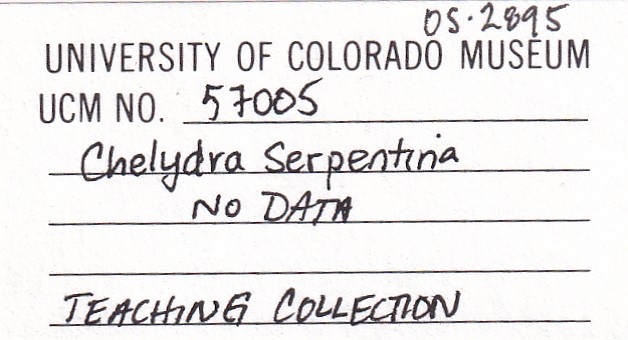 OS·2895
UNIVERSITY OF COLORADO MUSEUM
UCM NO. 57005
Chelydra Serpentina
NO DATA
TEACHING COLLECTION